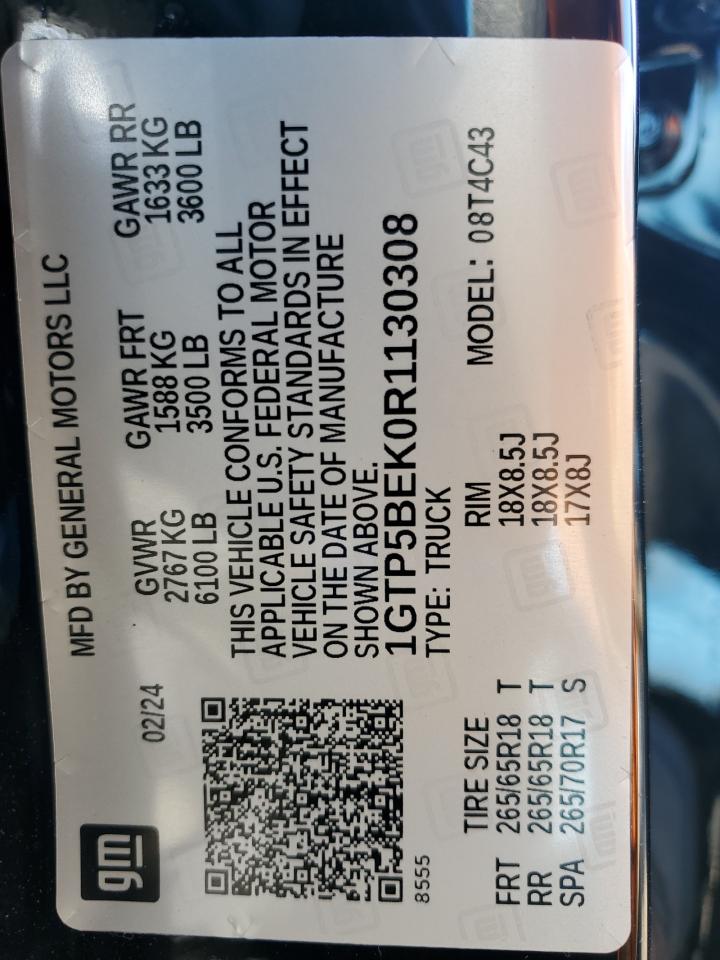 gm
MFD BY GENERAL MOTORS LLC
02/24
GVWR GAWR FRT GAWR RR
2767 KG 1588 KG 1633 KG
6100 LB 3500 LB 3600 LB
THIS VEHICLE CONFORMS TO ALL
APPLICABLE U.S. FEDERAL MOTOR
VEHICLE SAFETY STANDARDS IN EFFECT
ON THE DATE OF MANUFACTURE
SHOWN ABOVE.
1GTP5BEK0R1130308
8555
TYPE: TRUCK MODEL: 08T4C43
TIRE SIZE RIM
FRT 265/65R18 T 18X8.5J
RR 265/65R18 T 18X8.5J
SPA 265/70R17 S 17X8J